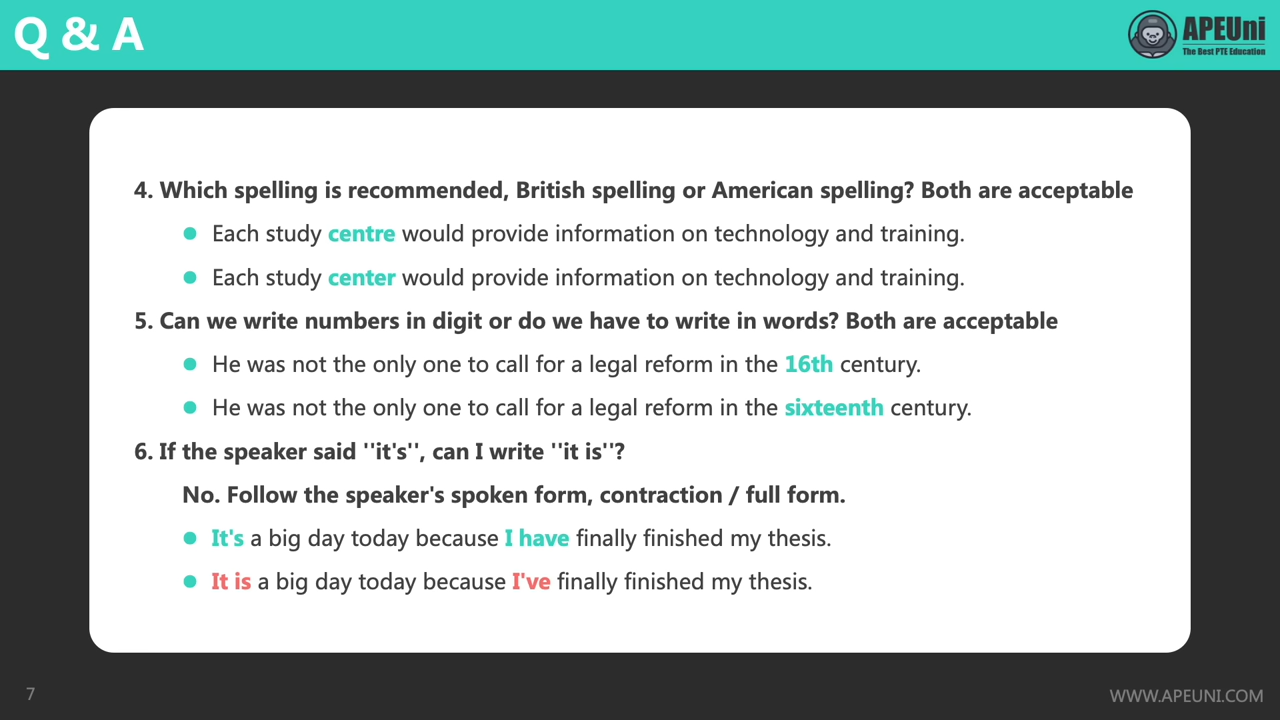 Q & A
APEUni
The Best PTE Education
4. Which spelling is recommended, British spelling or American spelling? Both are acceptable
● Each study centre would provide information on technology and training.
● Each study center would provide information on technology and training.
5. Can we write numbers in digit or do we have to write in words? Both are acceptable
● He was not the only one to call for a legal reform in the 16th century.
● He was not the only one to call for a legal reform in the sixteenth century.
6. If the speaker said ''it's'', can I write ''it is''?
No. Follow the speaker's spoken form, contraction / full form.
● It's a big day today because I have finally finished my thesis.
● It is a big day today because I've finally finished my thesis.
7
WWW.APEUNI.COM